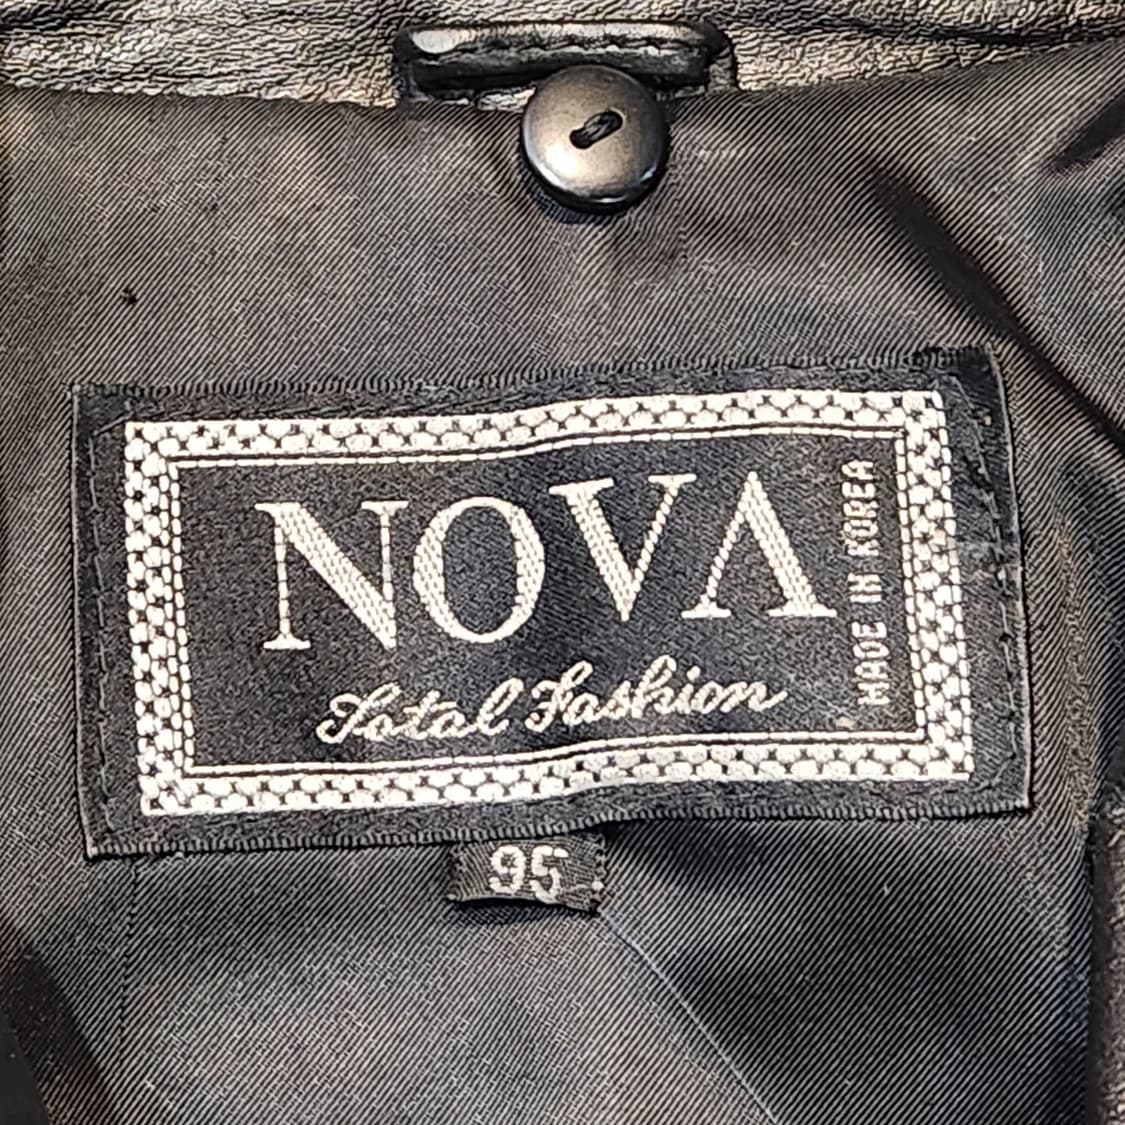 NOVA
Total Fashion
MADE IN KOREA
95